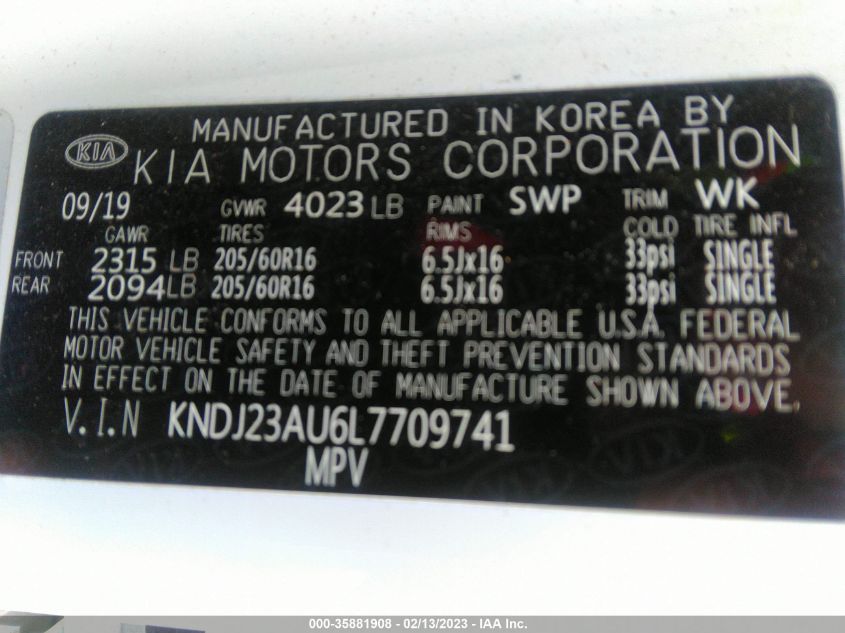 MANUFACTURED IN KOREA BY
KIA KIA MOTORS CORPORATION
09/19 GVWR 4023 LB PAINT SWP TRIM WK
GAWR TIRES RIMS COLD TIRE INFL
FRONT 2315 LB 205/60R16 6.5Jx16 33psi SINGLE
REAR 2094 LB 205/60R16 6.5Jx16 33psi SINGLE
THIS VEHICLE CONFORMS TO ALL APPLICABLE U.S.A. FEDERAL
MOTOR VEHICLE SAFETY AND THEFT PREVENTION STANDARDS
IN EFFECT ON THE DATE OF MANUFACTURE SHOWN ABOVE.
V.I.N KNDJ23AU6L7709741
MPV
KIA
000-35881908 - 02/13/2023 - IAA Inc.